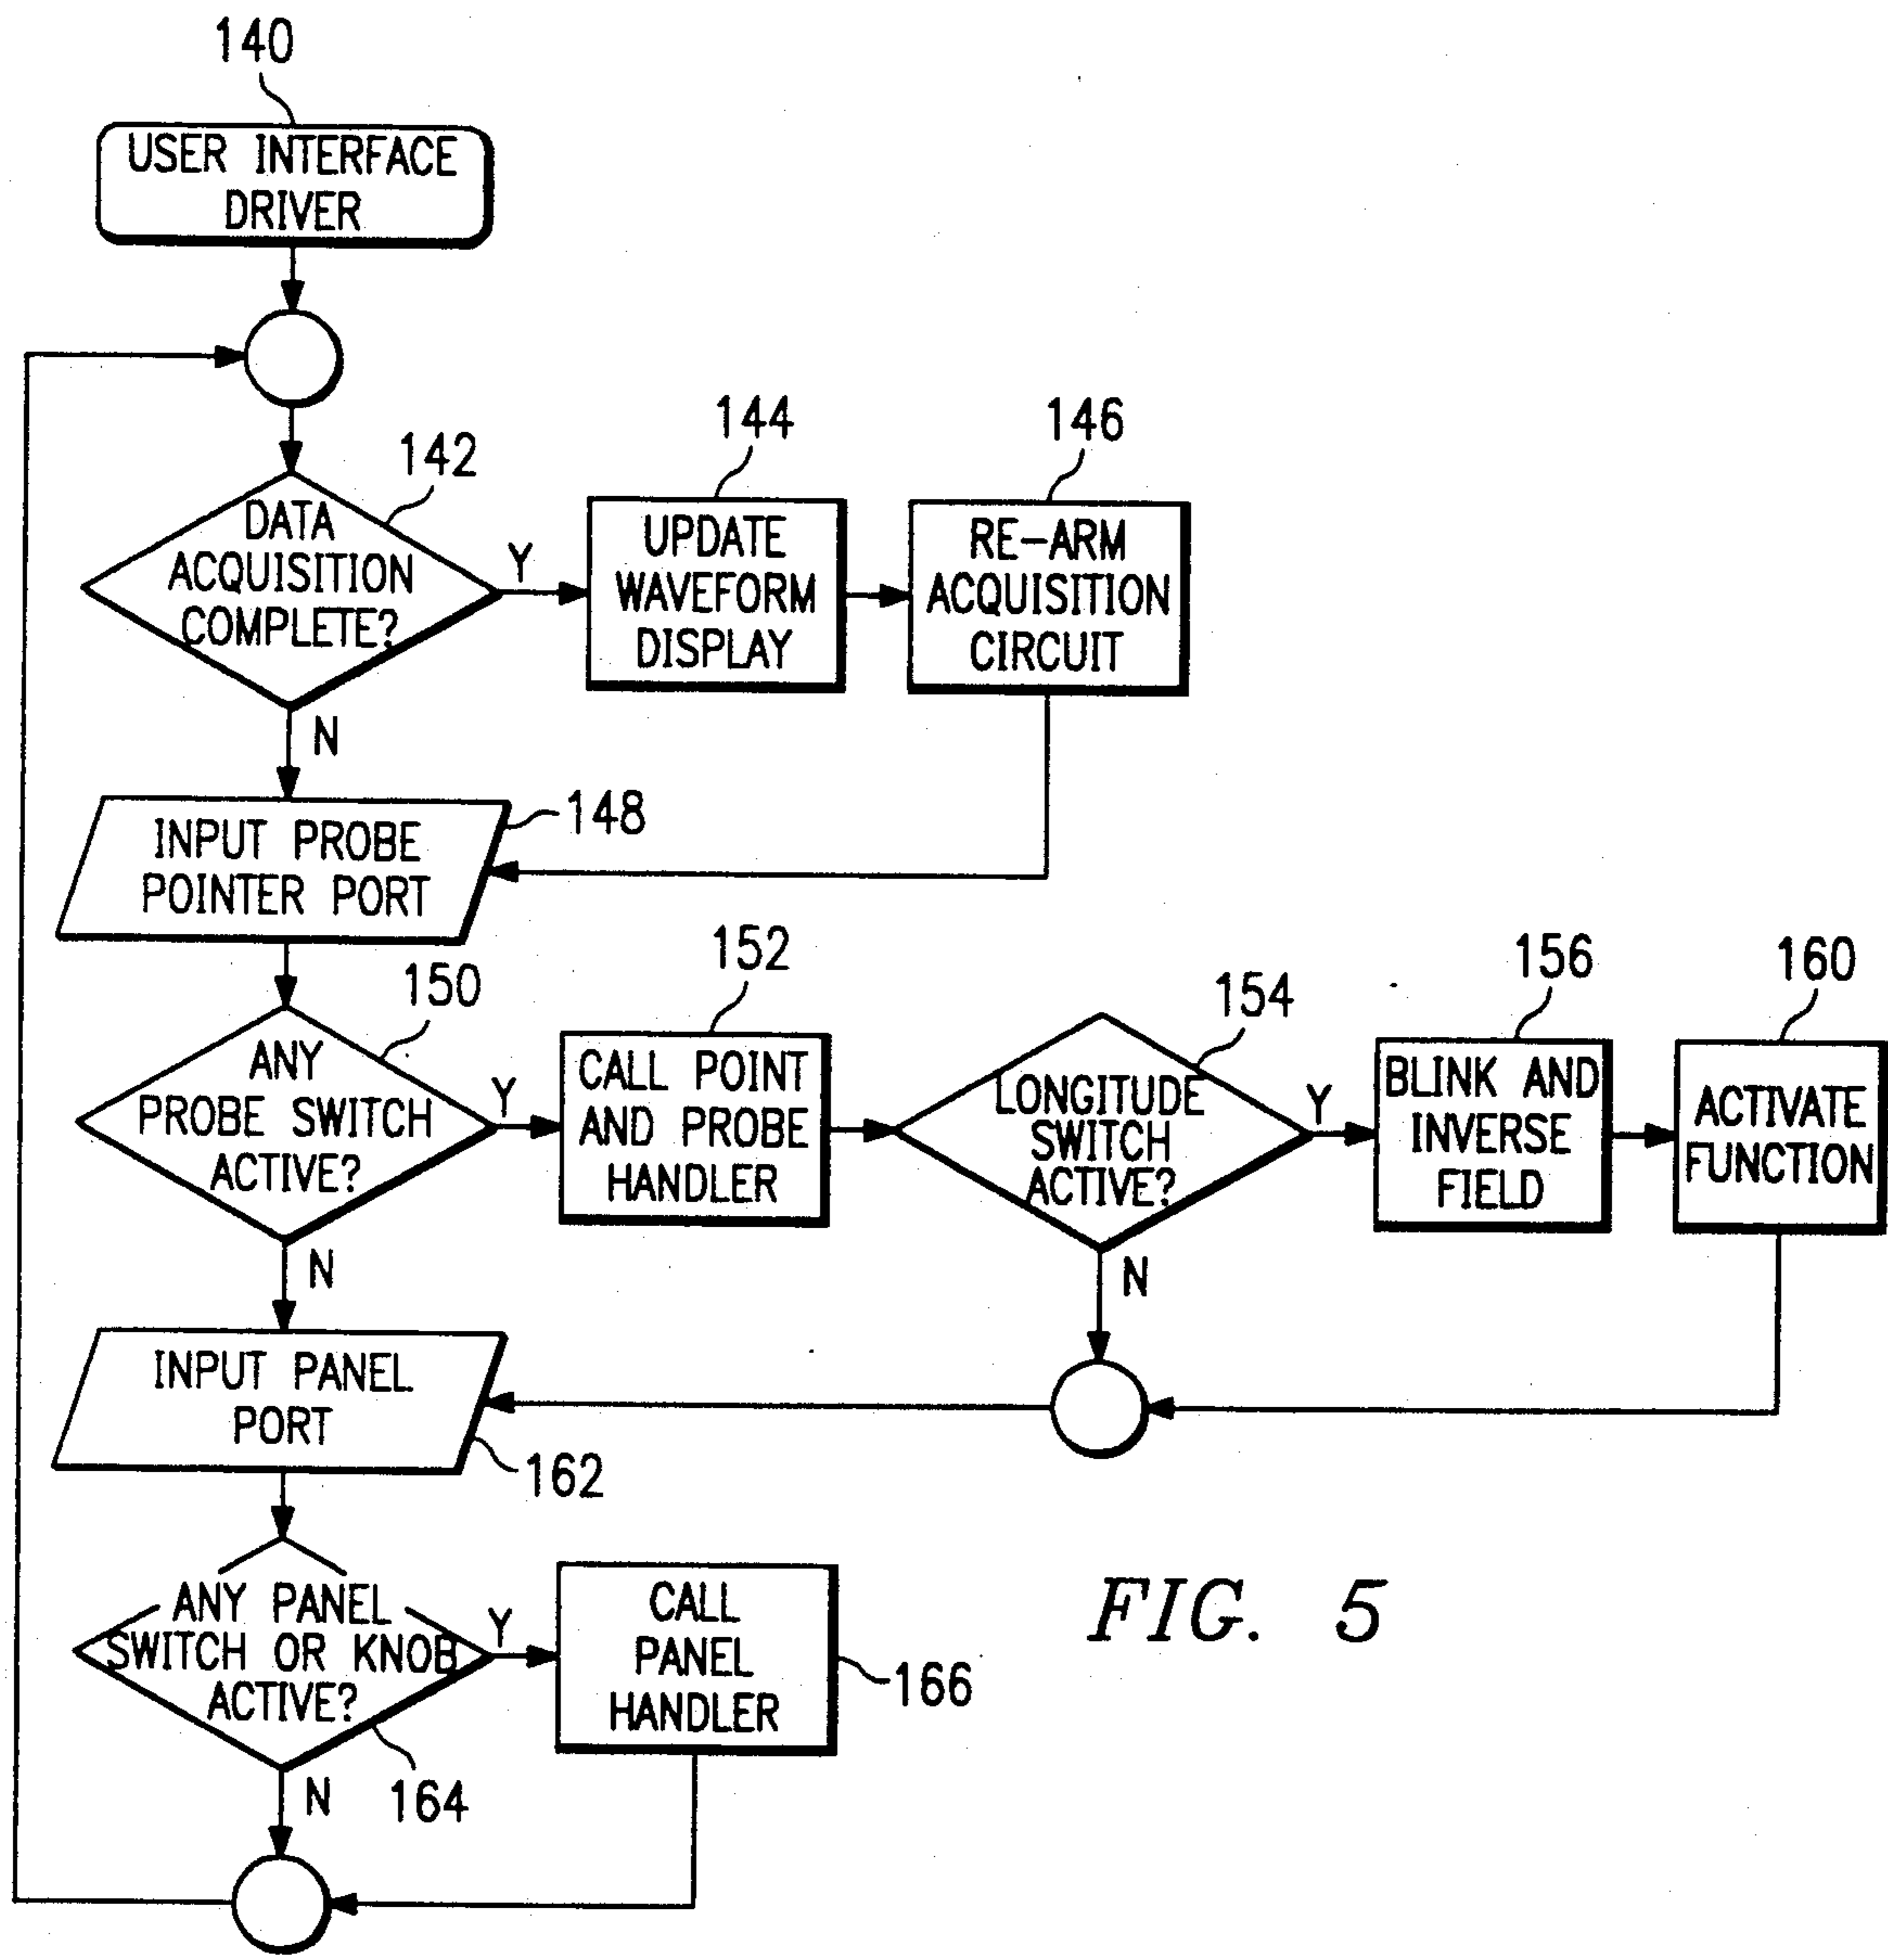 140
USER INTERFACE
DRIVER
142
DATA
ACQUISITION
COMPLETE?
Y
N
144
UPDATE
WAVEFORM
DISPLAY
146
RE-ARM
ACQUISITION
CIRCUIT
INPUT PROBE
POINTER PORT
148
150
ANY
PROBE SWITCH
ACTIVE?
Y
N
152
CALL POINT
AND PROBE
HANDLER
154
LONGITUDE
SWITCH
ACTIVE?
Y
N
156
BLINK AND
INVERSE
FIELD
160
ACTIVATE
FUNCTION
INPUT PANEL
PORT
162
ANY PANEL
SWITCH OR KNOB
ACTIVE?
Y
N
164
CALL
PANEL
HANDLER
166
FIG. 5